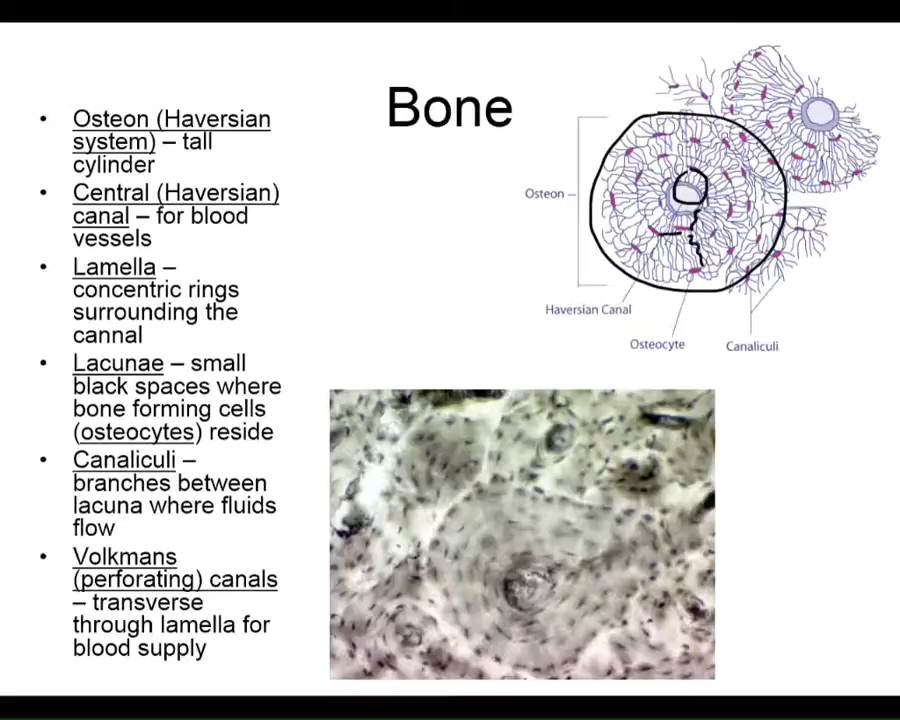 Bone
• Osteon (Haversian
system) – tall
cylinder
• Central (Haversian)
canal – for blood
vessels
• Lamella –
concentric rings
surrounding the
cannal
• Lacunae – small
black spaces where
bone forming cells
(osteocytes) reside
• Canaliculi –
branches between
lacuna where fluids
flow
• Volkmans
(perforating) canals
– transverse
through lamella for
blood supply
Osteon
Haversian Canal
Osteocyte
Canaliculi